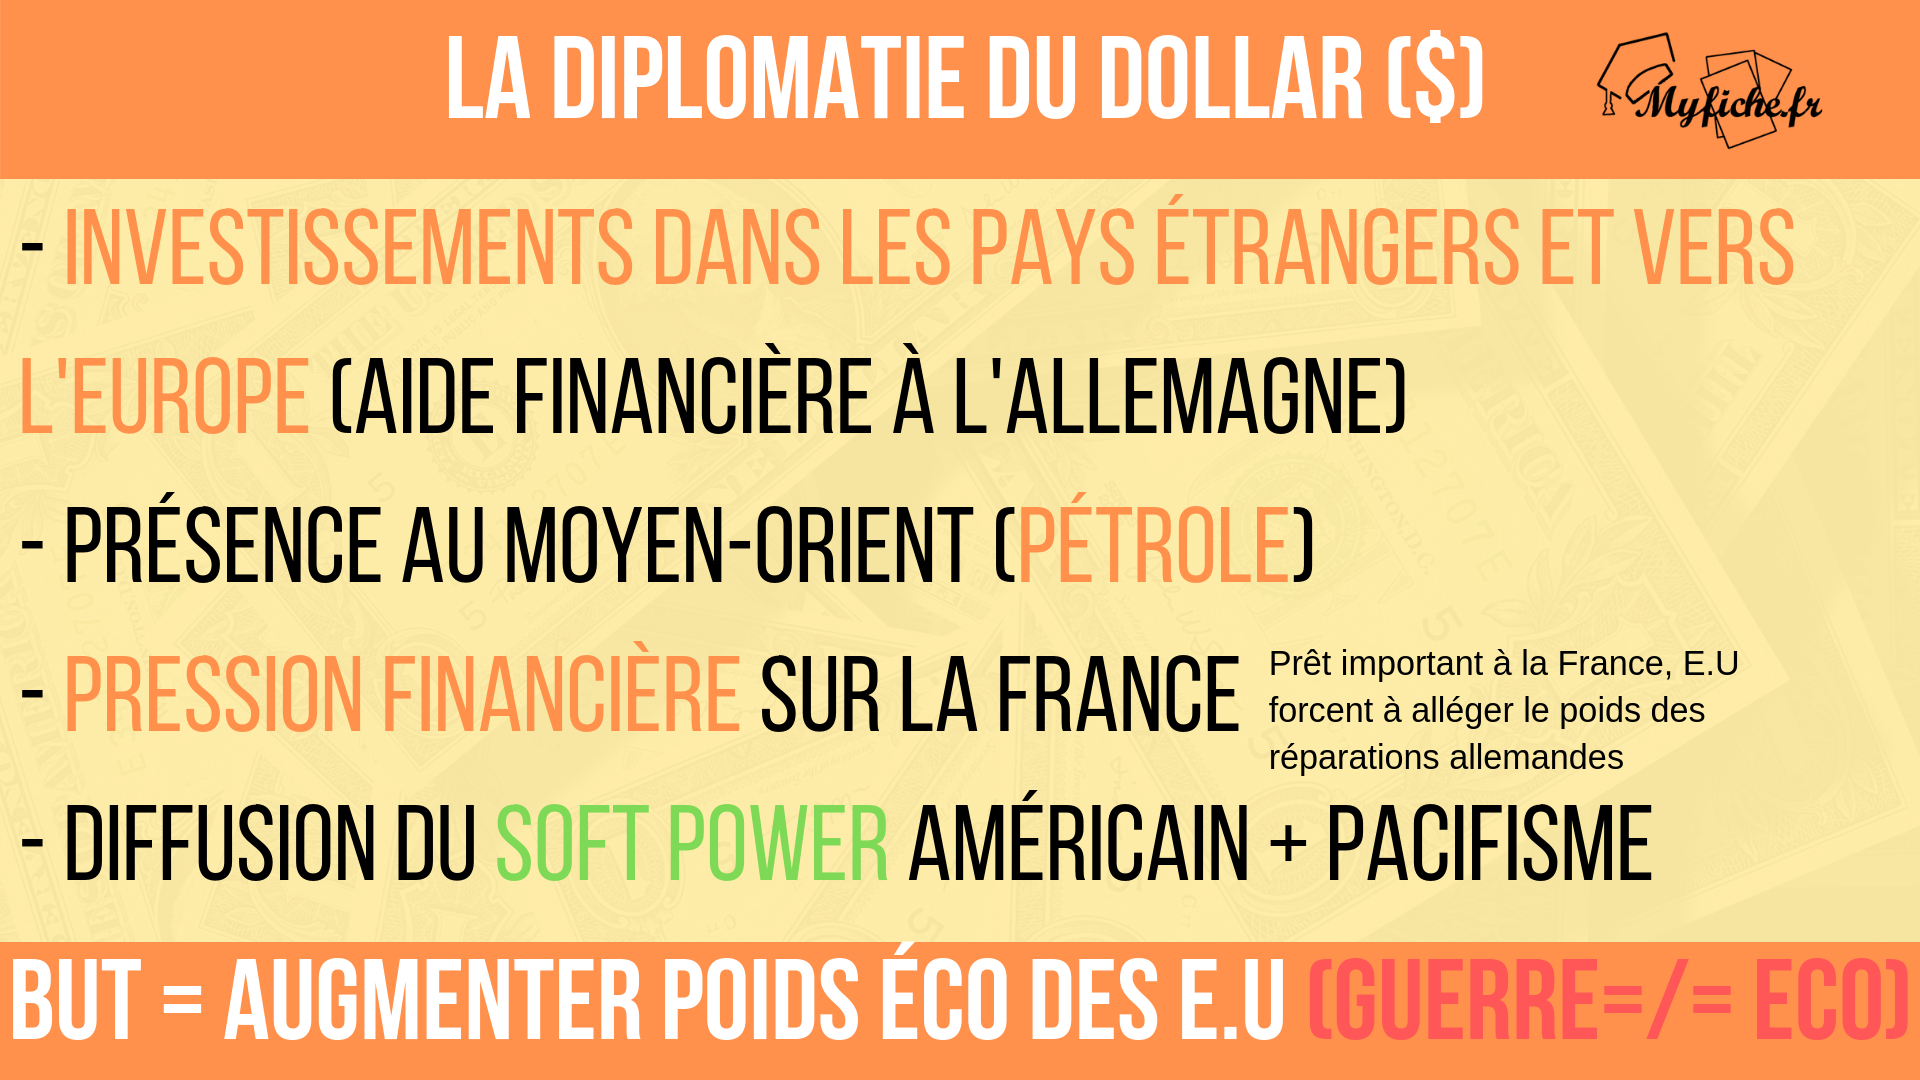 LA DIPLOMATIE DU DOLLAR ($)
Myfiche.fr
- INVESTISSEMENTS DANS LES PAYS ÉTRANGERS ET VERS
L'EUROPE (AIDE FINANCIÈRE À L'ALLEMAGNE)
- PRÉSENCE AU MOYEN-ORIENT (PÉTROLE)
- PRESSION FINANCIÈRE SUR LA FRANCE
Prêt important à la France, E.U
forcent à alléger le poids des
réparations allemandes
- DIFFUSION DU SOFT POWER AMÉRICAIN + PACIFISME
BUT = AUGMENTER POIDS ÉCO DES E.U (GUERRE=/= ECO)